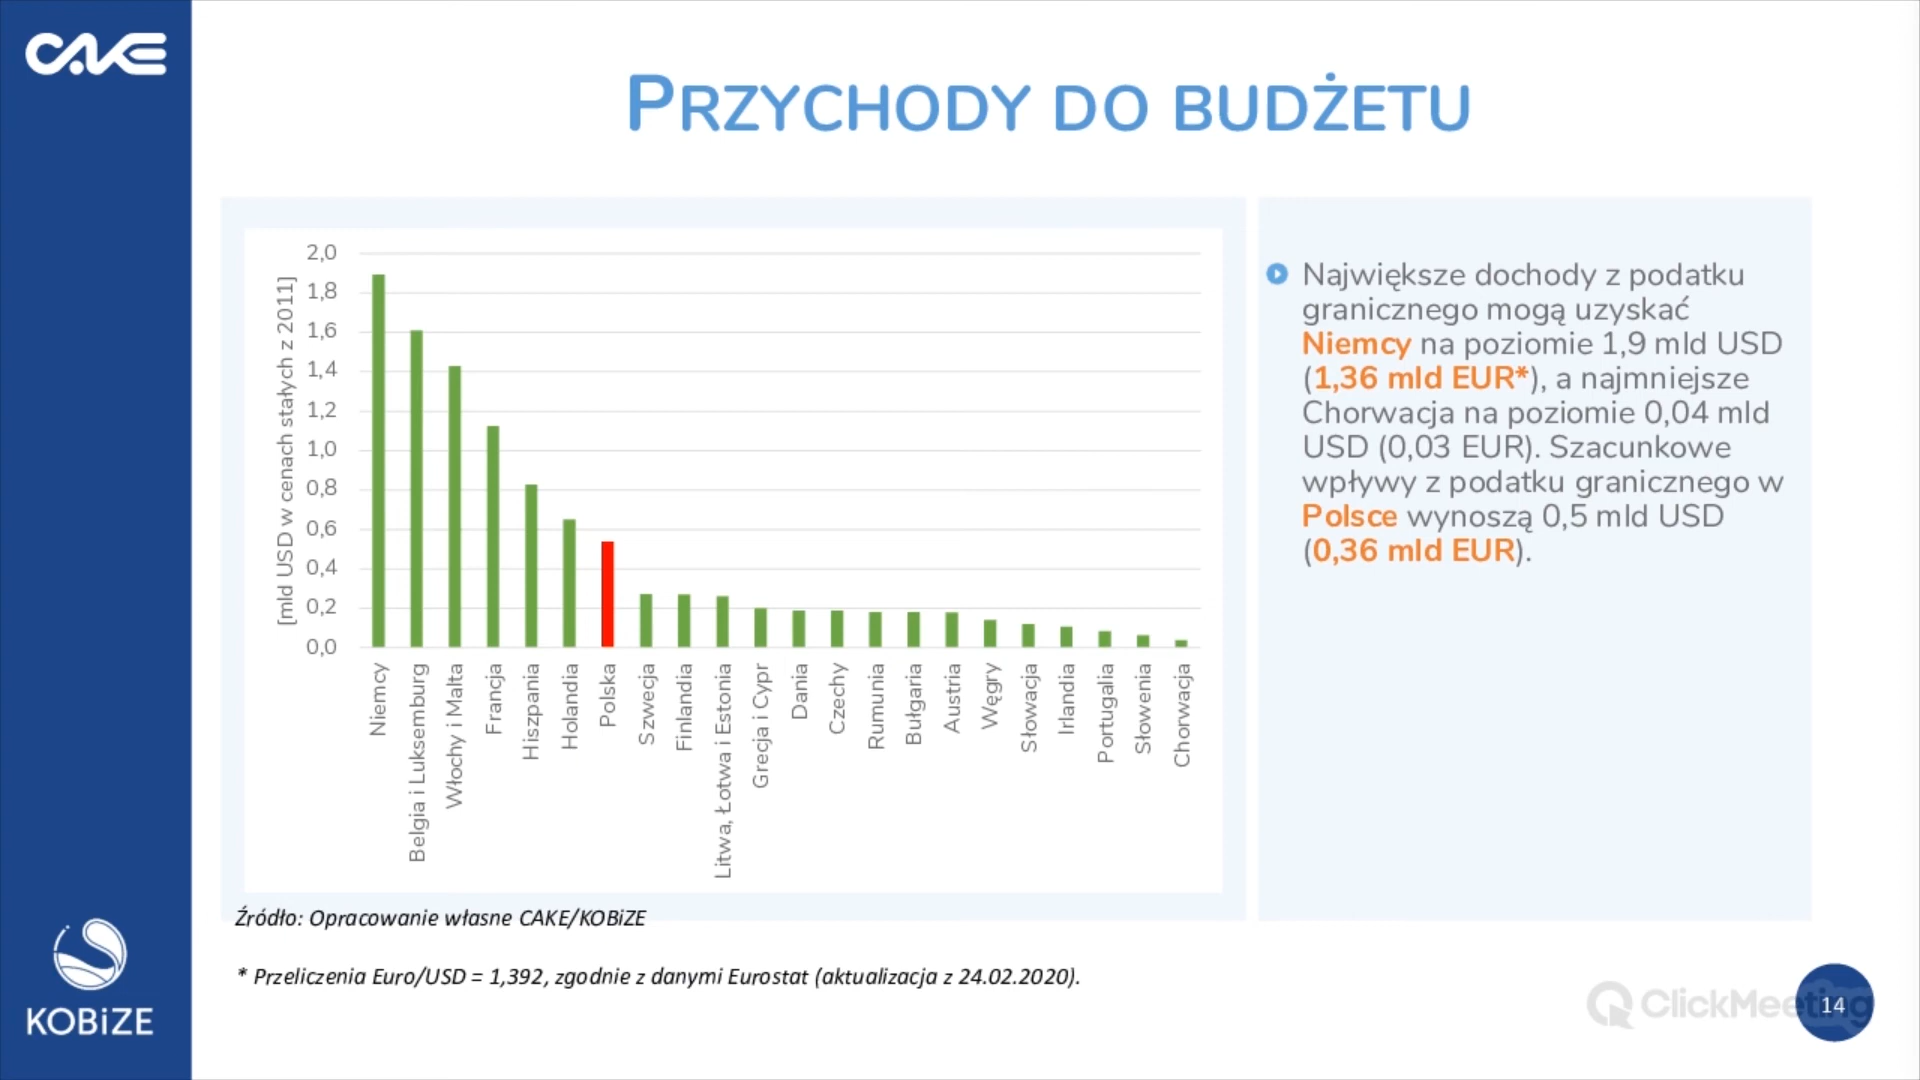 CAKE
PRZYCHODY DO BUDŻETU
[mld USD w cenach stałych z 2011]
2,0
1,8
1,6
1,4
1,2
1,0
0,8
0,6
0,4
0,2
0,0
Niemcy
Belgia i Luksemburg
Włochy i Malta
Francja
Hiszpania
Holandia
Polska
Szwecja
Finlandia
Litwa, Łotwa i Estonia
Grecja i Cypr
Dania
Czechy
Rumunia
Bułgaria
Austria
Węgry
Słowacja
Irlandia
Portugalia
Słowenia
Chorwacja
Największe dochody z podatku
granicznego mogą uzyskać
Niemcy na poziomie 1,9 mld USD
(1,36 mld EUR*), a najmniejsze
Chorwacja na poziomie 0,04 mld
USD (0,03 EUR). Szacunkowe
wpływy z podatku granicznego w
Polsce wynoszą 0,5 mld USD
(0,36 mld EUR).
Źródło: Opracowanie własne CAKE/KOBiZE
* Przeliczenia Euro/USD = 1,392, zgodnie z danymi Eurostat (aktualizacja z 24.02.2020).
KOBiZE
ClickMeeting
14